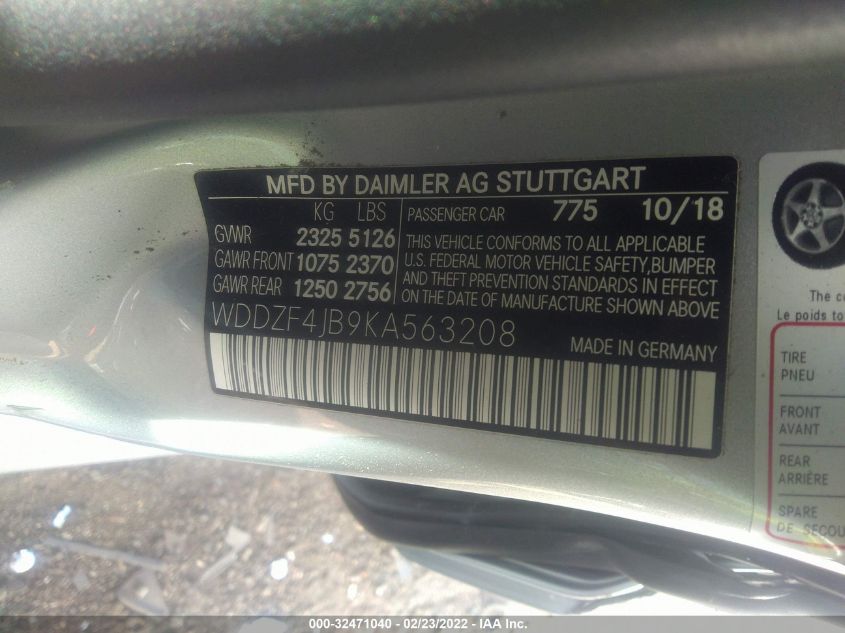 MFD BY DAIMLER AG STUTTGART
KG LBS
GVWR 2325 5126
GAWR FRONT 1075 2370
GAWR REAR 1250 2756
PASSENGER CAR 775 10/18
THIS VEHICLE CONFORMS TO ALL APPLICABLE
U.S. FEDERAL MOTOR VEHICLE SAFETY, BUMPER
AND THEFT PREVENTION STANDARDS IN EFFECT
ON THE DATE OF MANUFACTURE SHOWN ABOVE
WDDZF4JB9KA563208
MADE IN GERMANY
The
Le poids to
TIRE
PNEU
FRONT
AVANT
REAR
ARRIÈRE
SPARE
DE
000-32471040 - 02/23/2022 - IAA Inc.